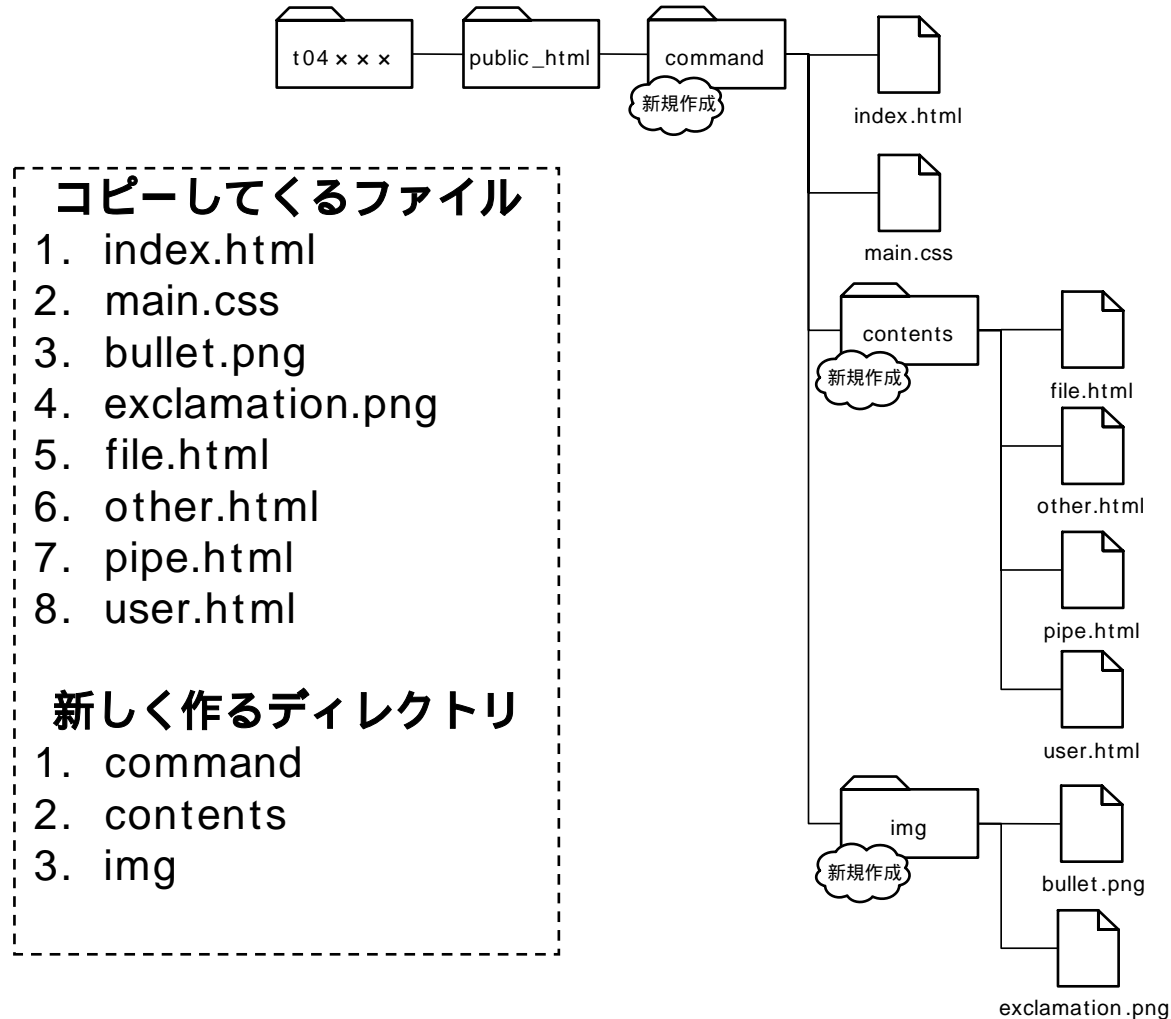 t04×××
public_html
command
新規作成
index.html
main.css
コピーしてくるファイル
1. index.html
2. main.css
3. bullet.png
4. exclamation.png
5. file.html
6. other.html
7. pipe.html
8. user.html
新しく作るディレクトリ
1. command
2. contents
3. img
contents
新規作成
file.html
other.html
pipe.html
user.html
img
新規作成
bullet.png
exclamation.png